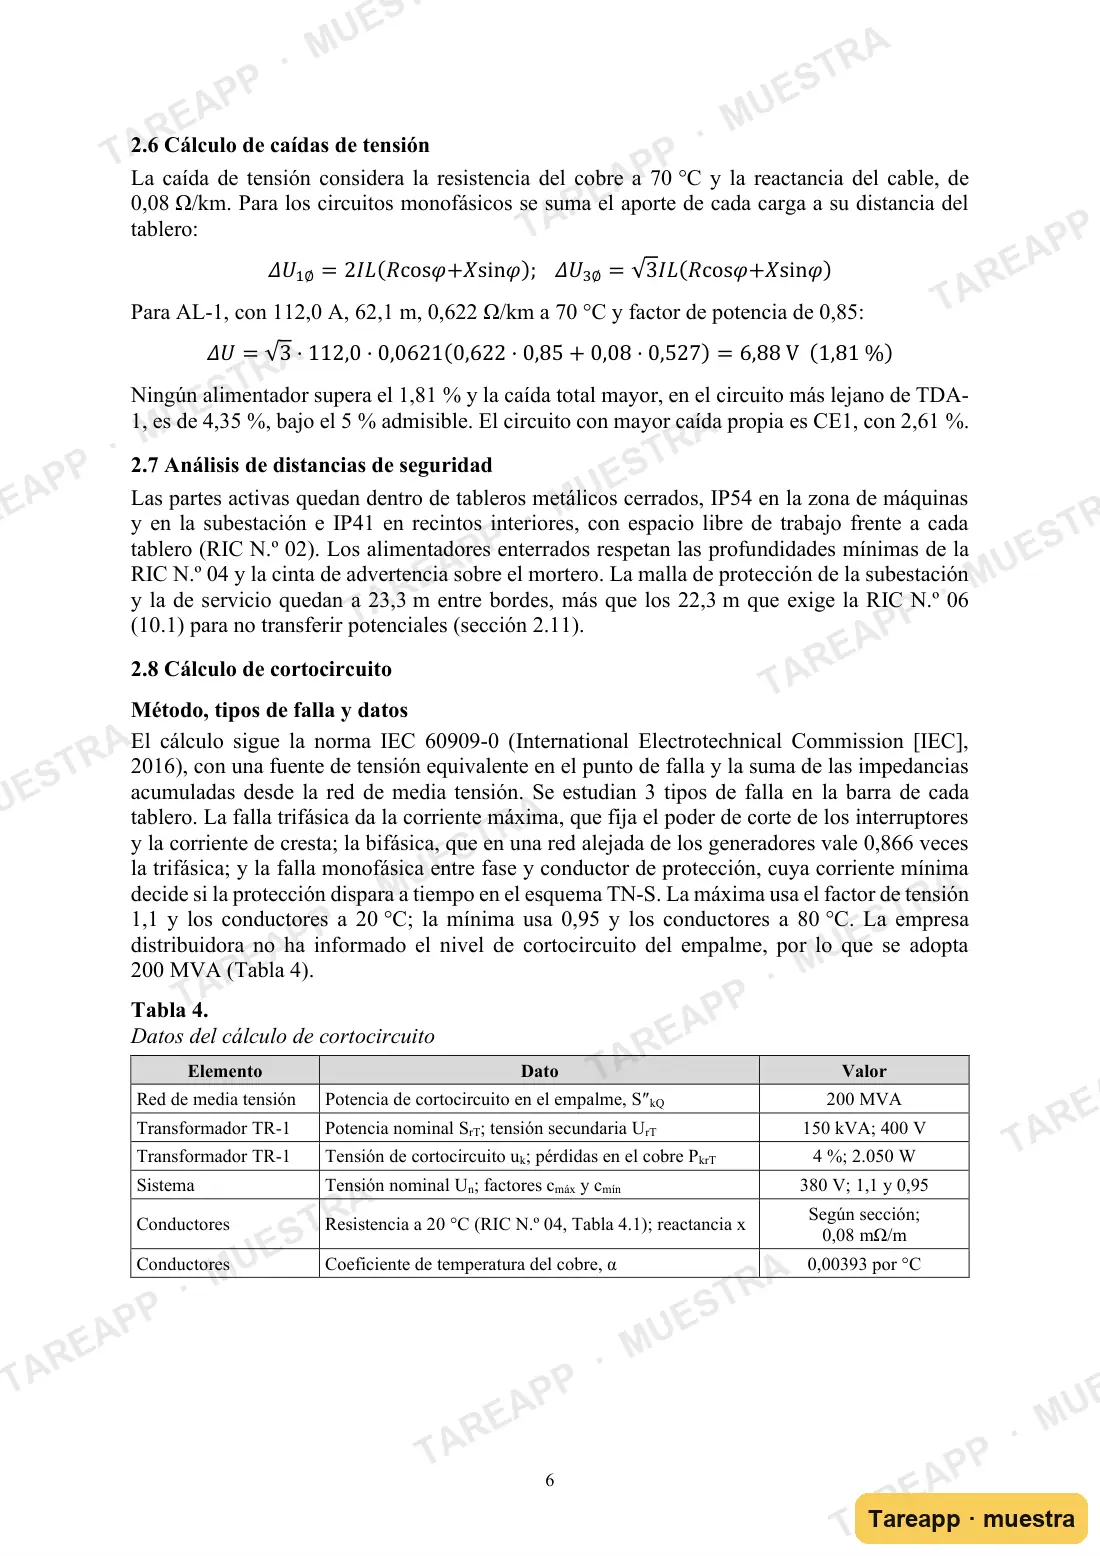 2.6 Cálculo de caídas de tensión
La caída de tensión considera la resistencia del cobre a 70 °C y la reactancia del cable, de
0,08 Ω/km. Para los circuitos monofásicos se suma el aporte de cada carga a su distancia del
tablero:
𝛥𝑈₁∅ = 2𝐼𝐿(𝑅cos𝜑+𝑋sin𝜑);   𝛥𝑈₃∅ = √3𝐼𝐿(𝑅cos𝜑+𝑋sin𝜑)
Para AL-1, con 112,0 A, 62,1 m, 0,622 Ω/km a 70 °C y factor de potencia de 0,85:
𝛥𝑈 = √3 · 112,0 · 0,0621(0,622 · 0,85 + 0,08 · 0,527) = 6,88 V (1,81 %)
Ningún alimentador supera el 1,81 % y la caída total mayor, en el circuito más lejano de TDA-
1, es de 4,35 %, bajo el 5 % admisible. El circuito con mayor caída propia es CE1, con 2,61 %.
2.7 Análisis de distancias de seguridad
Las partes activas quedan dentro de tableros metálicos cerrados, IP54 en la zona de máquinas
y en la subestación e IP41 en recintos interiores, con espacio libre de trabajo frente a cada
tablero (RIC N.º 02). Los alimentadores enterrados respetan las profundidades mínimas de la
RIC N.º 04 y la cinta de advertencia sobre el mortero. La malla de protección de la subestación
y la de servicio quedan a 23,3 m entre bordes, más que los 22,3 m que exige la RIC N.º 06
(10.1) para no transferir potenciales (sección 2.11).
2.8 Cálculo de cortocircuito
Método, tipos de falla y datos
El cálculo sigue la norma IEC 60909-0 (International Electrotechnical Commission [IEC],
2016), con una fuente de tensión equivalente en el punto de falla y la suma de las impedancias
acumuladas desde la red de media tensión. Se estudian 3 tipos de falla en la barra de cada
tablero. La falla trifásica da la corriente máxima, que fija el poder de corte de los interruptores
y la corriente de cresta; la bifásica, que en una red alejada de los generadores vale 0,866 veces
la trifásica; y la falla monofásica entre fase y conductor de protección, cuya corriente mínima
decide si la protección dispara a tiempo en el esquema TN-S. La máxima usa el factor de tensión
1,1 y los conductores a 20 °C; la mínima usa 0,95 y los conductores a 80 °C. La empresa
distribuidora no ha informado el nivel de cortocircuito del empalme, por lo que se adopta
200 MVA (Tabla 4).
Tabla 4.
Datos del cálculo de cortocircuito
Elemento Dato Valor
Red de media tensión Potencia de cortocircuito en el empalme, S″kQ 200 MVA
Transformador TR-1 Potencia nominal SrT; tensión secundaria UrT 150 kVA; 400 V
Transformador TR-1 Tensión de cortocircuito uk; pérdidas en el cobre PkrT 4 %; 2.050 W
Sistema Tensión nominal Un; factores cmáx y cmín 380 V; 1,1 y 0,95
Conductores Resistencia a 20 °C (RIC N.º 04, Tabla 4.1); reactancia x Según sección;
0,08 mΩ/m
Conductores Coeficiente de temperatura del cobre, α 0,00393 por °C
6
Tareapp · muestra